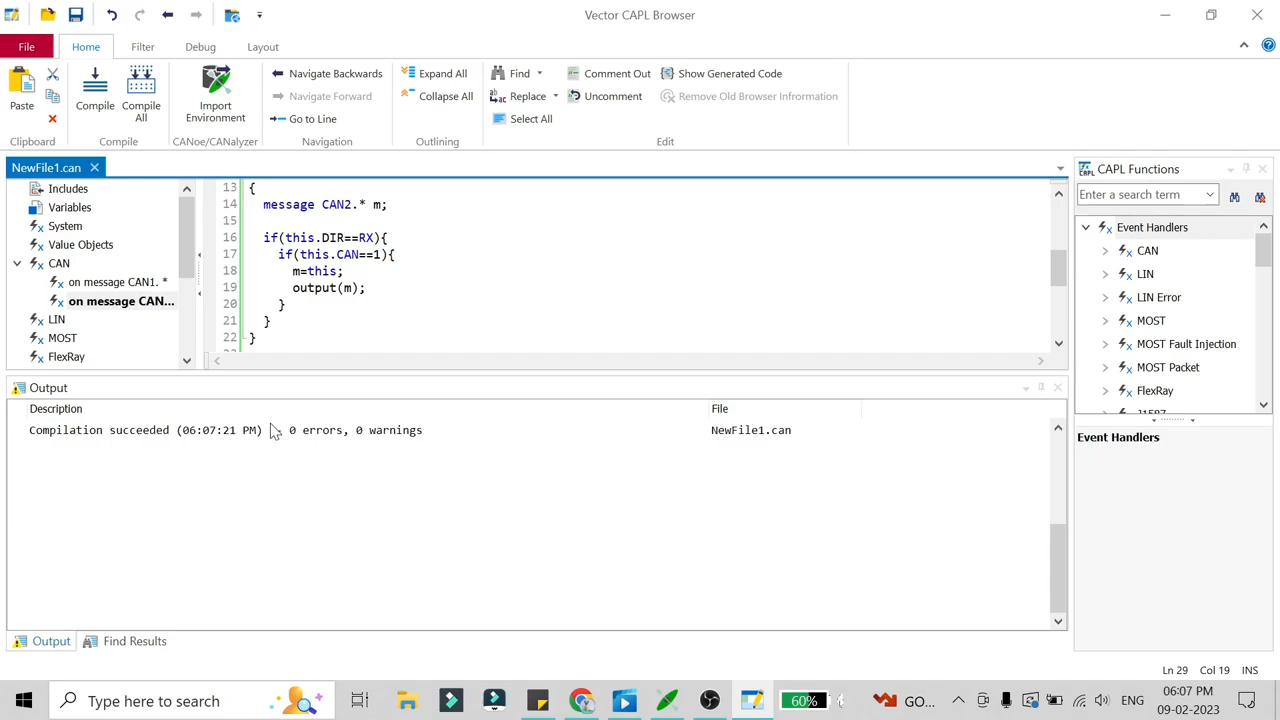 Vector CAPL Browser
File Home Filter Debug Layout
Paste
Clipboard
Compile
Compile All
Compile
Import Environment
CANoe/CANalyzer
Navigate Backwards
Navigate Forward
Go to Line
Navigation
Expand All
Collapse All
Outlining
Find
Replace
Select All
Comment Out
Uncomment
Show Generated Code
Remove Old Browser Infrormation
Edit
NewFile1.can
Includes
Variables
System
Value Objects
CAN
on message CAN1. *
on message CAN...
LIN
MOST
FlexRay
13 {
14 message CAN2.* m;
15
16 if(this.DIR==RX){
17 if(this.CAN==1){
18 m=this;
19 output(m);
20 }
21 }
22 }
CAPL Functions
Enter a search term
Event Handlers
CAN
LIN
LIN Error
MOST
MOST Fault Injection
MOST Packet
FlexRay
J1587
Event Handlers
Output
Description File
Compilation succeeded (06:07:21 PM) 0 errors, 0 warnings NewFile1.can
Output Find Results
Ln 29 Col 19 INS
Type here to search
60%
GO...
ENG
06:07 PM
09-02-2023